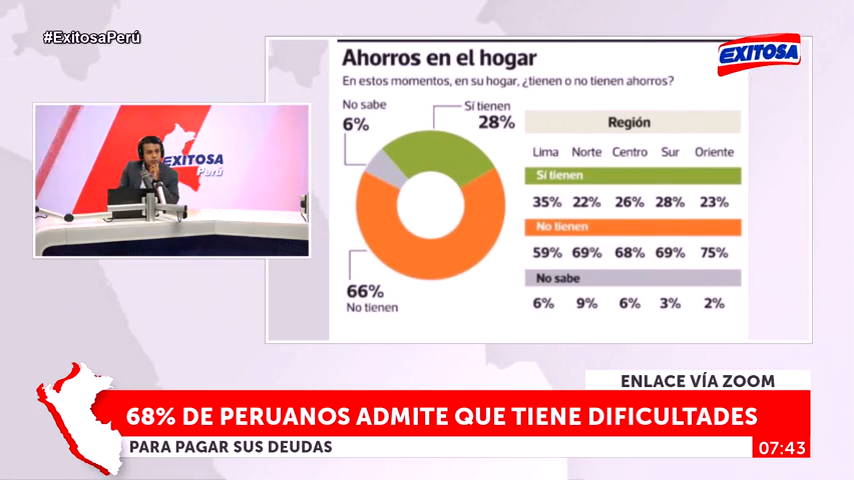 #ExitosaPerú
EXITOSA
Ahorros en el hogar
En estos momentos, en su hogar, ¿tienen o no tienen ahorros?
No sabe
6%
Sí tienen
28%
66%
No tienen
Región
Lima Norte Centro Sur Oriente
Sí tienen
35% 22% 26% 28% 23%
No tienen
59% 69% 68% 69% 75%
No sabe
6% 9% 6% 3% 2%
EXITOSA
Perú
ENLACE VÍA ZOOM
68% DE PERUANOS ADMITE QUE TIENE DIFICULTADES
PARA PAGAR SUS DEUDAS
07:43